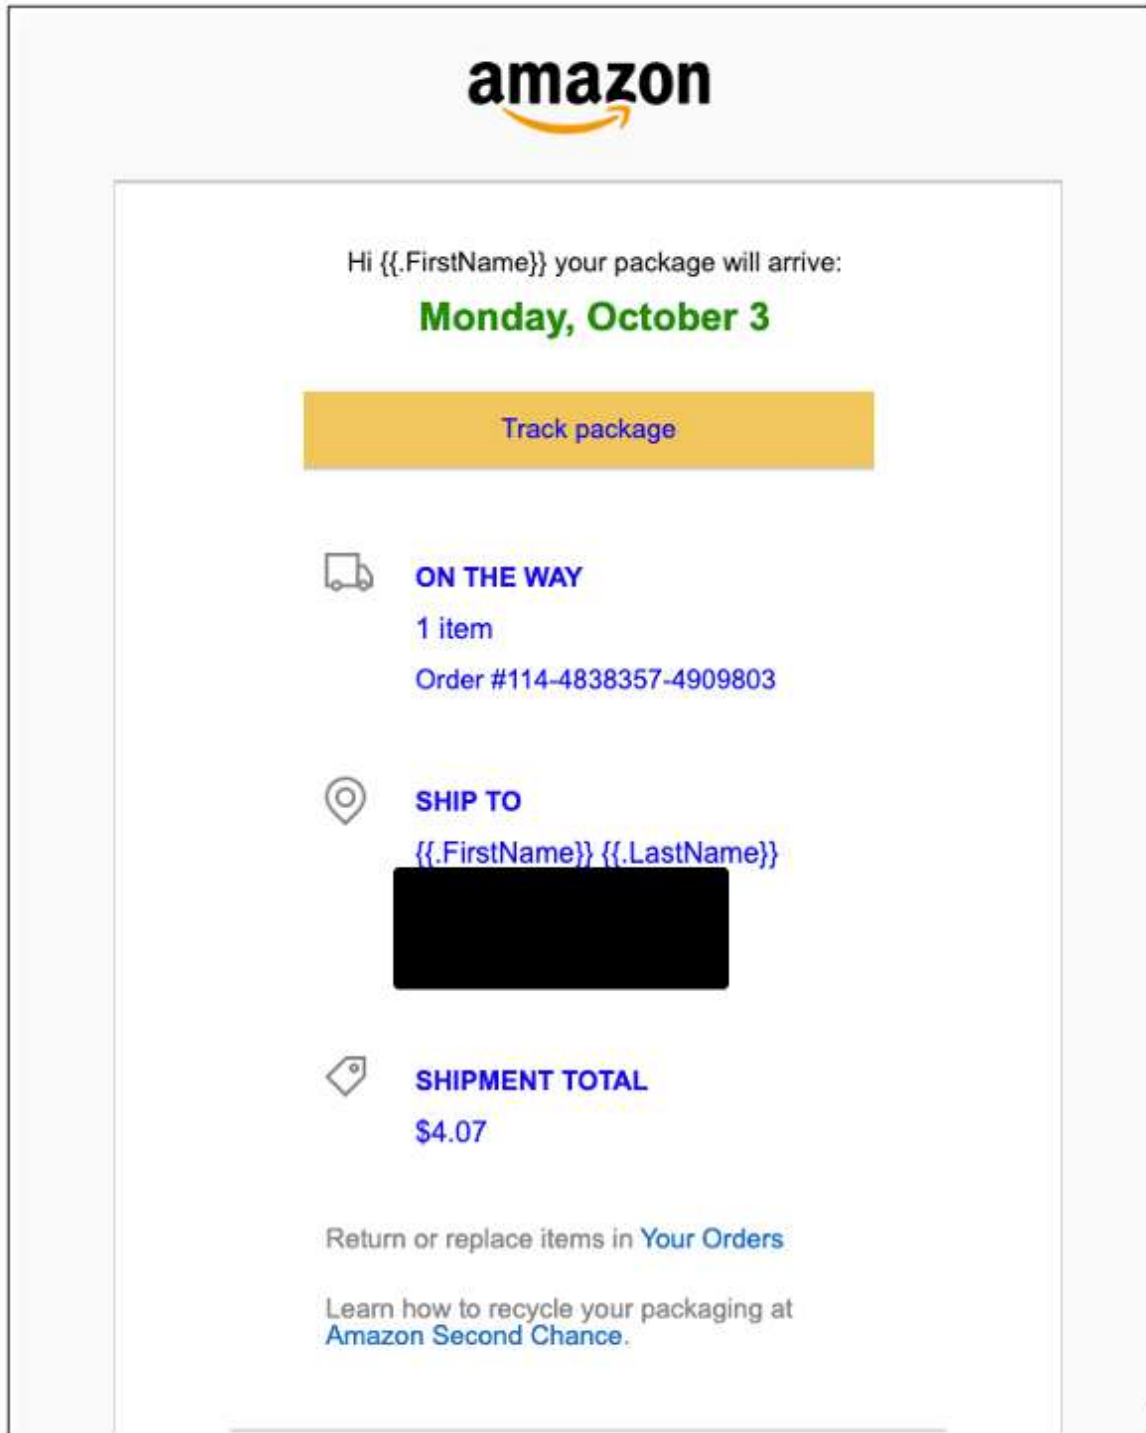 amazon
Hi {{.FirstName}} your package will arrive:
Monday, October 3
Track package
ON THE WAY
1 item
Order #114-4838357-4909803
SHIP TO
{{.FirstName}} {{.LastName}}
SHIPMENT TOTAL
$4.07
Return or replace items in Your Orders
Learn how to recycle your packaging at
Amazon Second Chance.